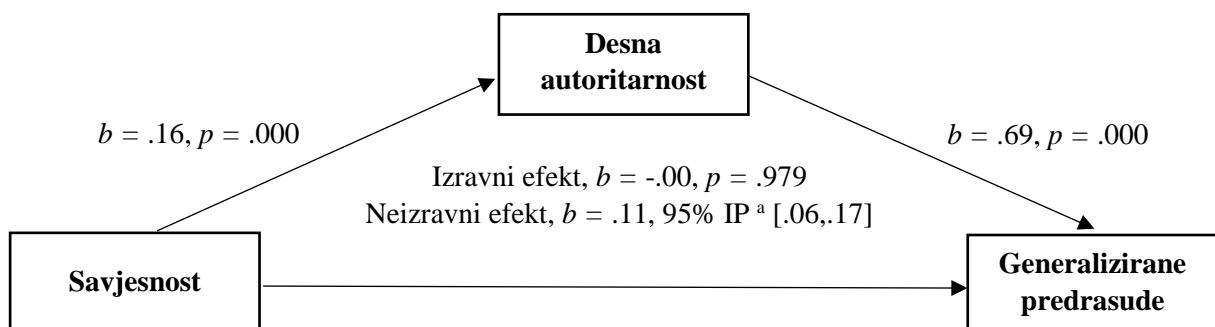 Desna
autoritarnost
b = .16, p = .000
b = .69, p = .000
Izravni efekt, b = -.00, p = .979
Neizravni efekt, b = .11, 95% IP ª [.06,.17]
Savjesnost
Generalizirane
predrasude